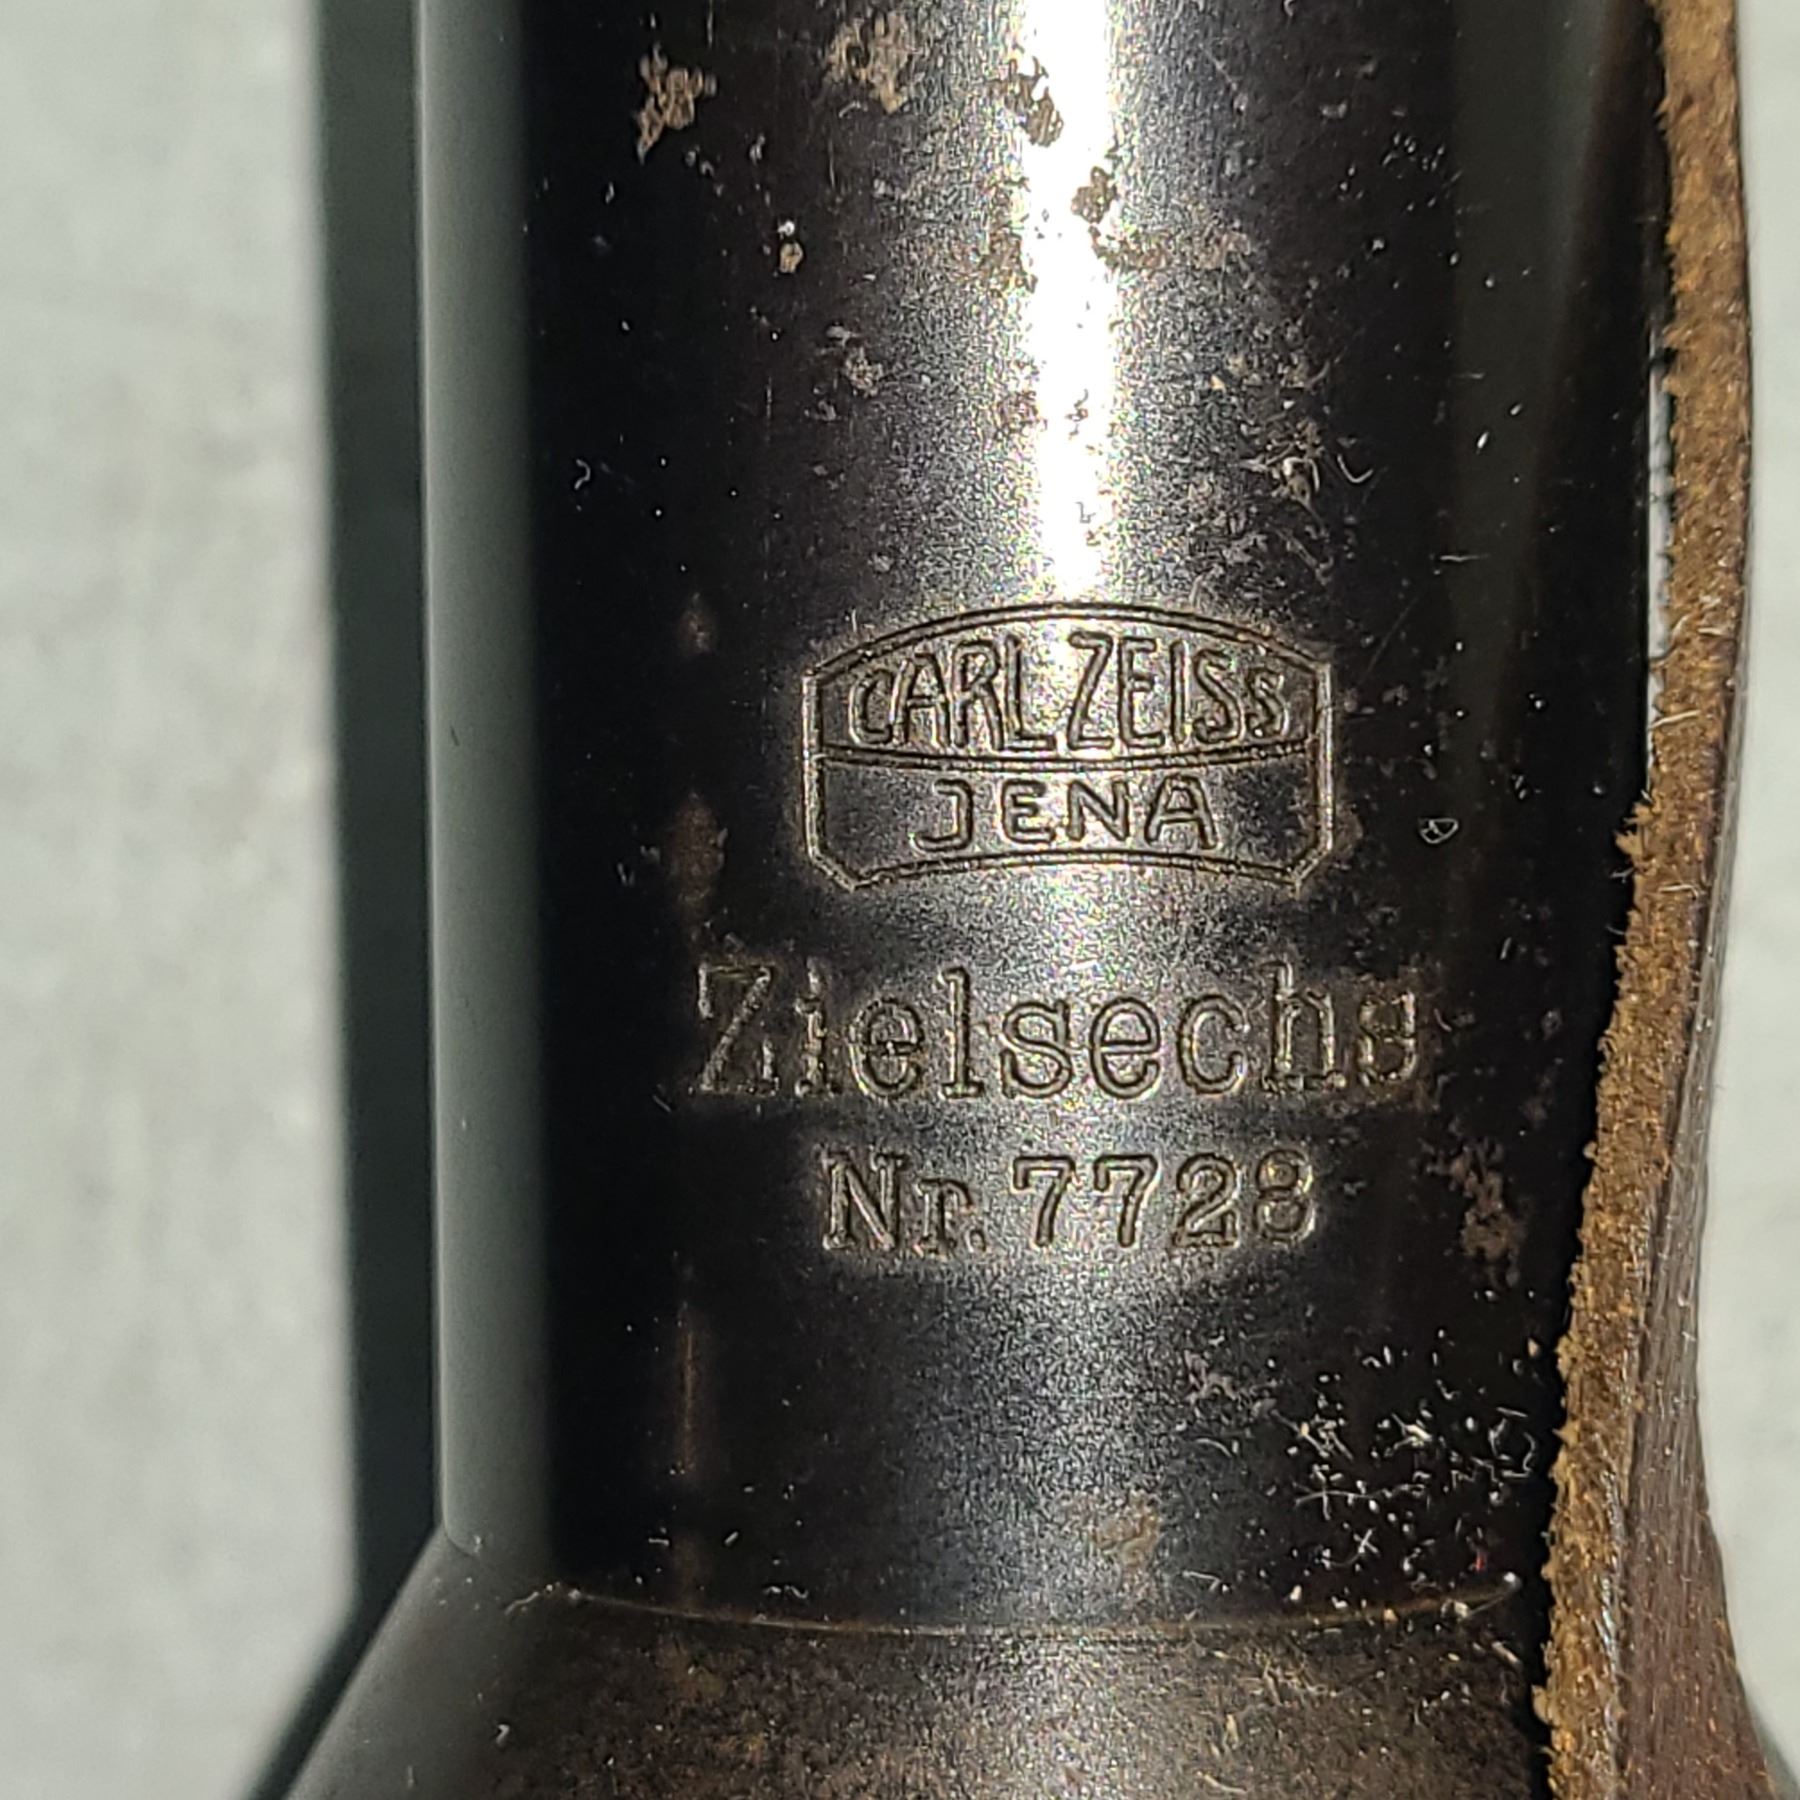 CARL ZEISS
JENA
Zielsechs
Nr. 7728